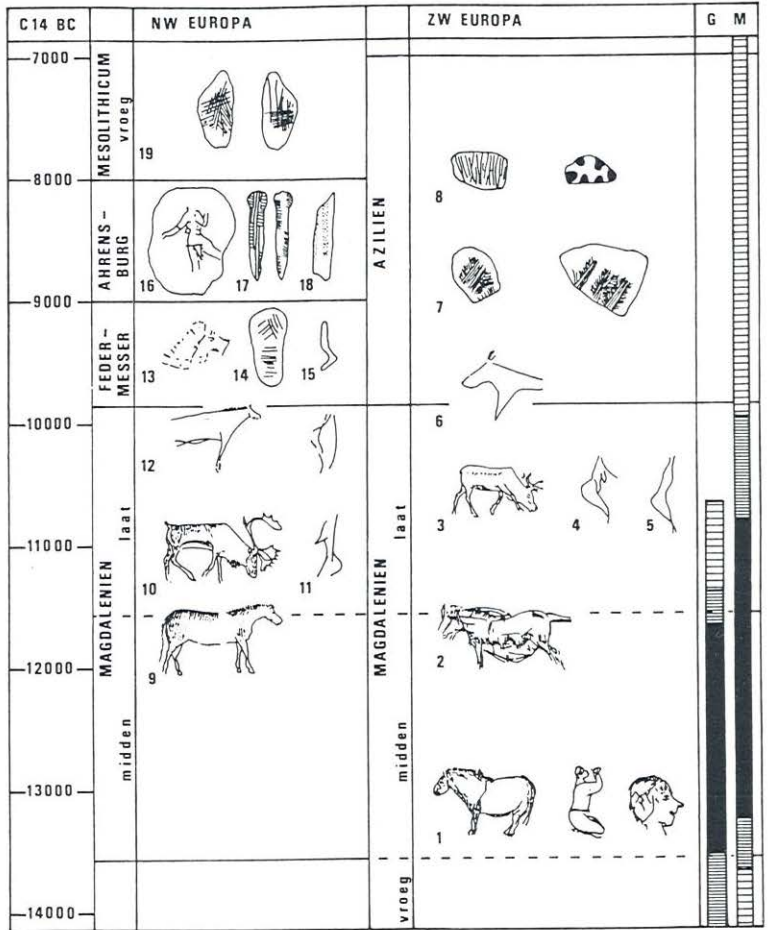 C14 BC
NW EUROPA
ZW EUROPA
G M
—7000—
—8000—
—9000—
—10000—
—11000—
—12000—
—13000—
—14000—
MESOLITHICUM
vroeg
AHRENS–
BURG
FEDER–
MESSER
MAGDALENIEN
laat
midden
19
16
17
18
13
14
15
12
10
11
9
AZILIEN
MAGDALENIEN
laat
midden
vroeg
8
7
6
3
4
5
2
1